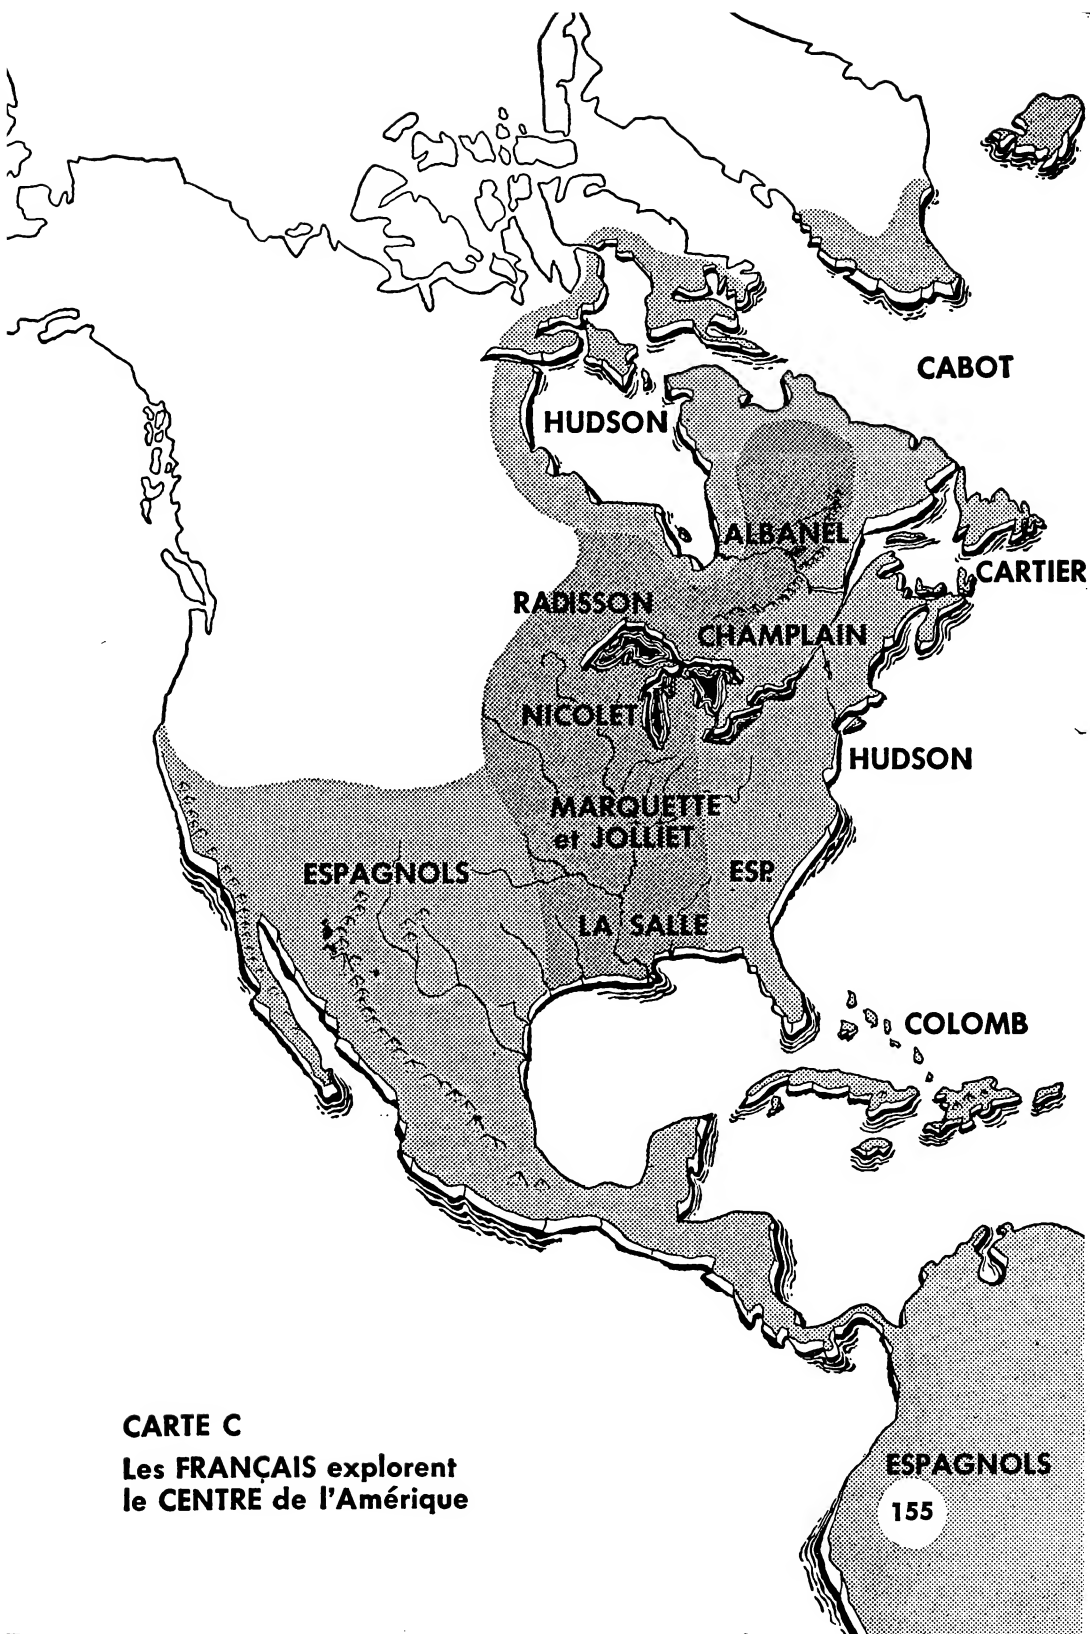 CABOT
HUDSON
ALBANEL
CARTIER
RADISSON
CHAMPLAIN
NICOLET
HUDSON
MARQUETTE
et JOLLIET
ESPAGNOLS
ESP.
LA SALLE
COLOMB
CARTE C
Les FRANÇAIS explorent
le CENTRE de l'Amérique
ESPAGNOLS
155